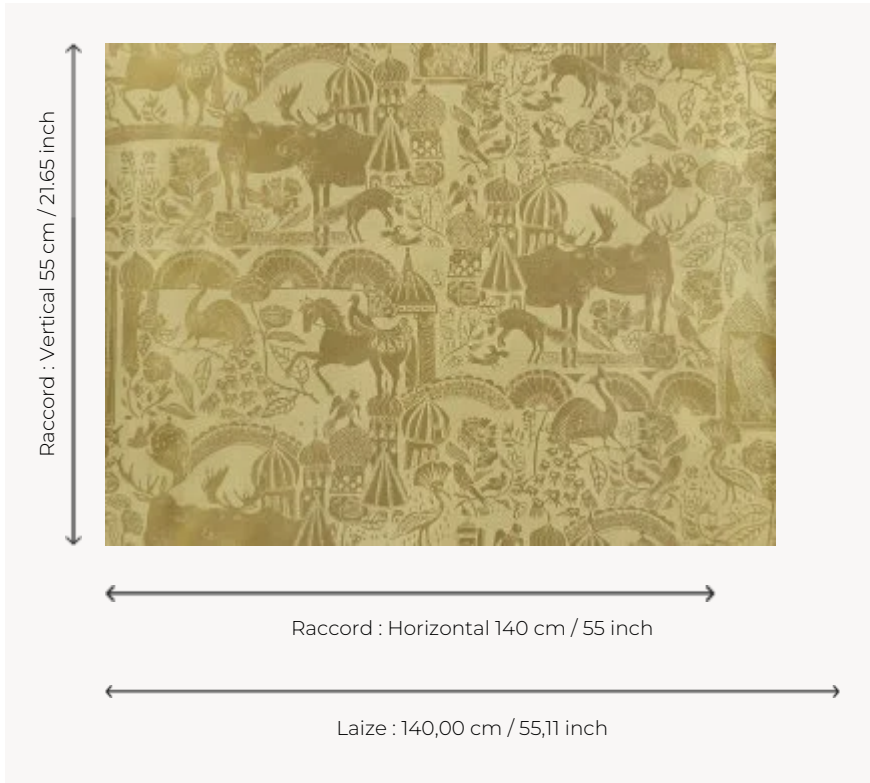 Raccord : Vertical 55 cm / 21.65 inch
Raccord : Horizontal 140 cm / 55 inch
Laize : 140,00 cm / 55,11 inch